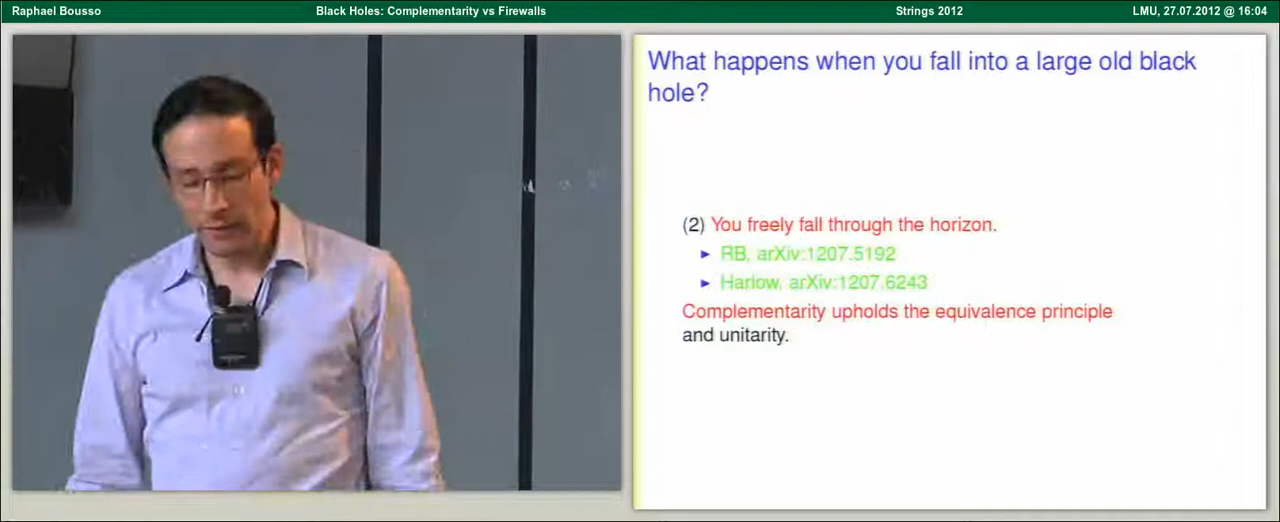 Raphael Bousso Black Holes: Complementarity vs Firewalls Strings 2012 LMU, 27.07.2012 @ 16:04
What happens when you fall into a large old black
hole?
(2) You freely fall through the horizon.
► RB, arXiv:1207.5192
► Harlow, arXiv:1207.6243
Complementarity upholds the equivalence principle
and unitarity.